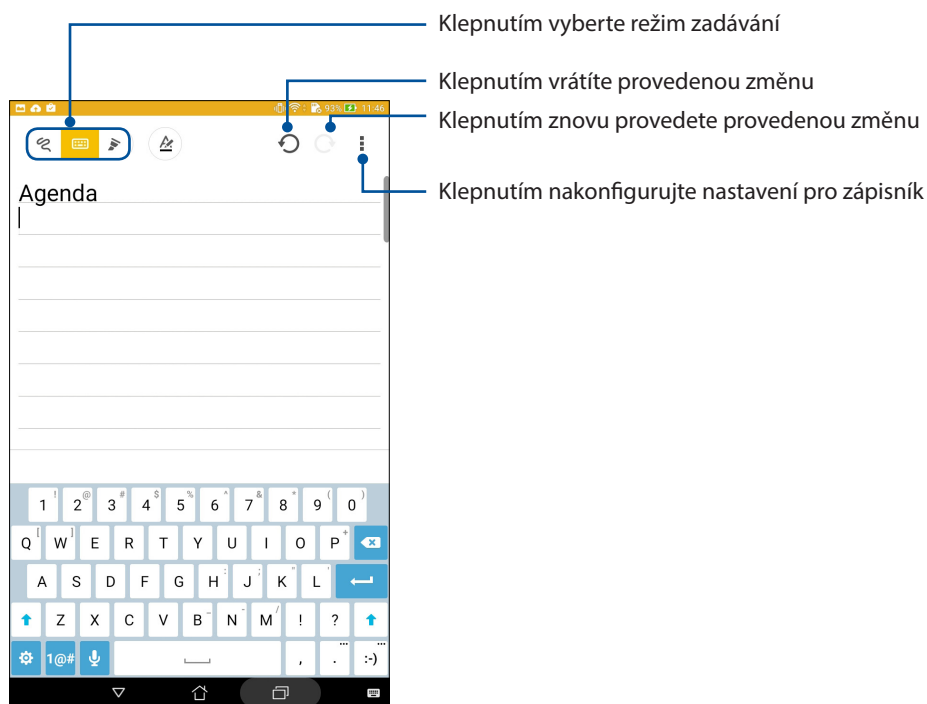 Klepnutím vyberte režim zadávání
Klepnutím vrátíte provedenou změnu
Klepnutím znovu provedete provedenou změnu
Klepnutím nakonfigurujte nastavení pro zápisník
93% 11:46
Agenda
1 ! 2 @ 3 # 4 $ 5 % 6 ^ 7 & 8 * 9 ( 0 )
Q [ W ] E R T Y U I O P +
A S D F G H : J ; K " L '
Z X C V B _ N - M / ! ?
1@# , . ... :-) ...